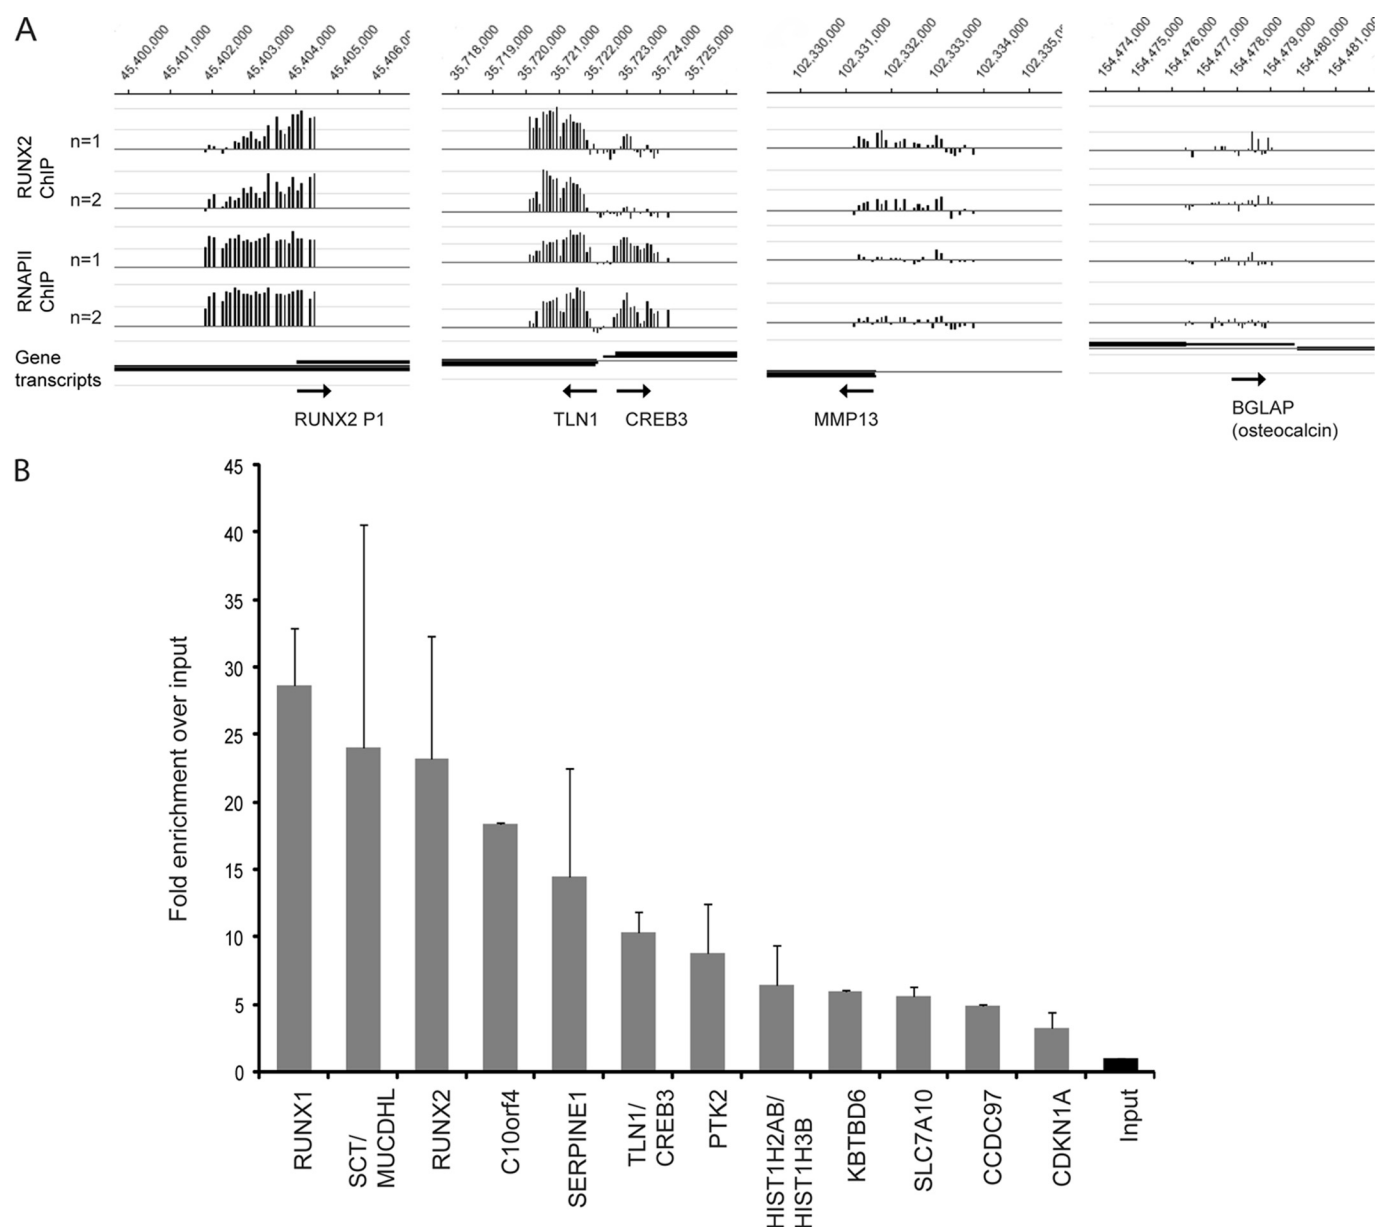 A
45,400,000 45,401,000 45,402,000 45,403,000 45,404,000 45,405,000 45,406,0
35,718,000 35,719,000 35,720,000 35,721,000 35,722,000 35,723,000 35,724,000 35,725,000
102,330,000 102,331,000 102,332,000 102,333,000 102,334,000 102,335,00
154,474,000 154,475,000 154,476,000 154,477,000 154,478,000 154,479,000 154,480,000 154,481,000
RUNX2
ChIP
n=1
n=2
RNAPII
ChIP
n=1
n=2
Gene
transcripts
RUNX2 P1
TLN1
CREB3
MMP13
BGLAP
(osteocalcin)
B
Fold enrichment over input
45
40
35
30
25
20
15
10
5
0
RUNX1
SCT/
MUCDHL
RUNX2
C10orf4
SERPINE1
TLN1/
CREB3
PTK2
HIST1H2AB/
HIST1H3B
KBTBD6
SLC7A10
CCDC97
CDKN1A
Input